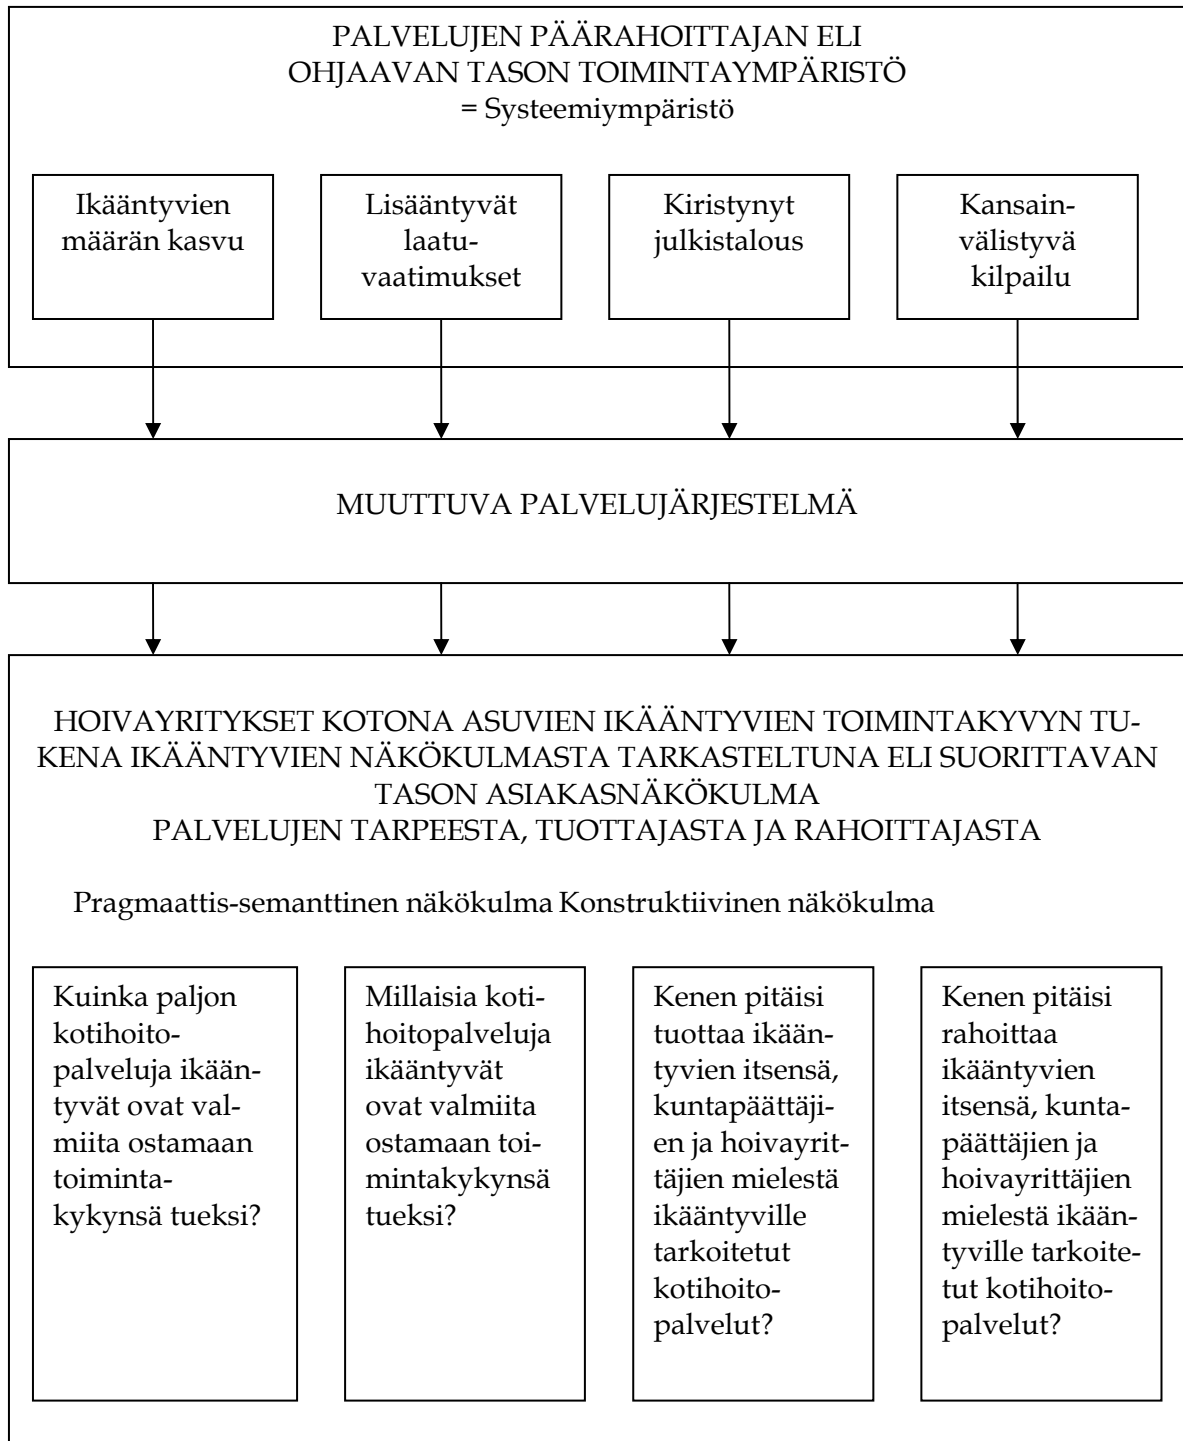 PALVELUJEN PÄÄRAHOITTAJAN ELI
OHJAAVAN TASON TOIMINTAYMPÄRISTÖ
= Systeemiympäristö
Ikääntyvien
määrän kasvu
Lisääntyvät
laatu-
vaatimukset
Kiristynyt
julkistalous
Kansain-
välistyvä
kilpailu
MUUTTUVA PALVELUJÄRJESTELMÄ
HOIVAYRITYKSET KOTONA ASUVIEN IKÄÄNTYVIEN TOIMINTAKYVYN TU-
KENA IKÄÄNTYVIEN NÄKÖKULMASTA TARKASTELTUNA ELI SUORITTAVAN
TASON ASIAKASNÄKÖKULMA
PALVELUJEN TARPEESTA, TUOTTAJASTA JA RAHOITTAJASTA
Pragmaattis-semanttinen näkökulma Konstruktiivinen näkökulma
Kuinka paljon
kotihoito-
palveluja ikään-
tyvät ovat val-
miita ostamaan
toiminta-
kykynsä tueksi?
Millaisia koti-
hoitopalveluja
ikääntyvät
ovat valmiita
ostamaan toi-
mintakykynsä
tueksi?
Kenen pitäisi
tuottaa ikään-
tyvien itsensä,
kuntapäättäji-
en ja hoivayrit-
täjien mielestä
ikääntyville
tarkoitetut
kotihoito-
palvelut?
Kenen pitäisi
rahoittaa
ikääntyvien
itsensä, kunta-
päättäjien ja
hoivayrittäjien
mielestä ikään-
tyville tarkoite-
tut kotihoito-
palvelut?